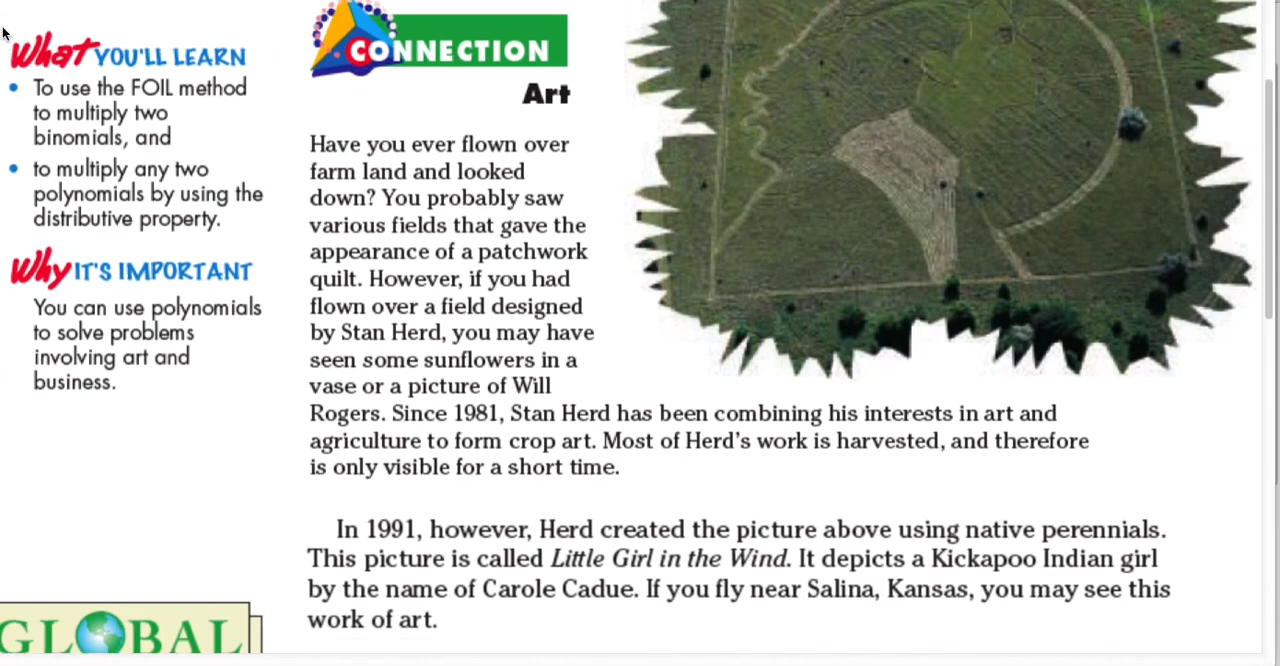 What YOU'LL LEARN
• To use the FOIL method
to multiply two
binomials, and
• to multiply any two
polynomials by using the
distributive property.
Why IT'S IMPORTANT
You can use polynomials
to solve problems
involving art and
business.
GLOBAL
CONNECTION
Art
Have you ever flown over
farm land and looked
down? You probably saw
various fields that gave the
appearance of a patchwork
quilt. However, if you had
flown over a field designed
by Stan Herd, you may have
seen some sunflowers in a
vase or a picture of Will
Rogers. Since 1981, Stan Herd has been combining his interests in art and
agriculture to form crop art. Most of Herd's work is harvested, and therefore
is only visible for a short time.
In 1991, however, Herd created the picture above using native perennials.
This picture is called Little Girl in the Wind. It depicts a Kickapoo Indian girl
by the name of Carole Cadue. If you fly near Salina, Kansas, you may see this
work of art.